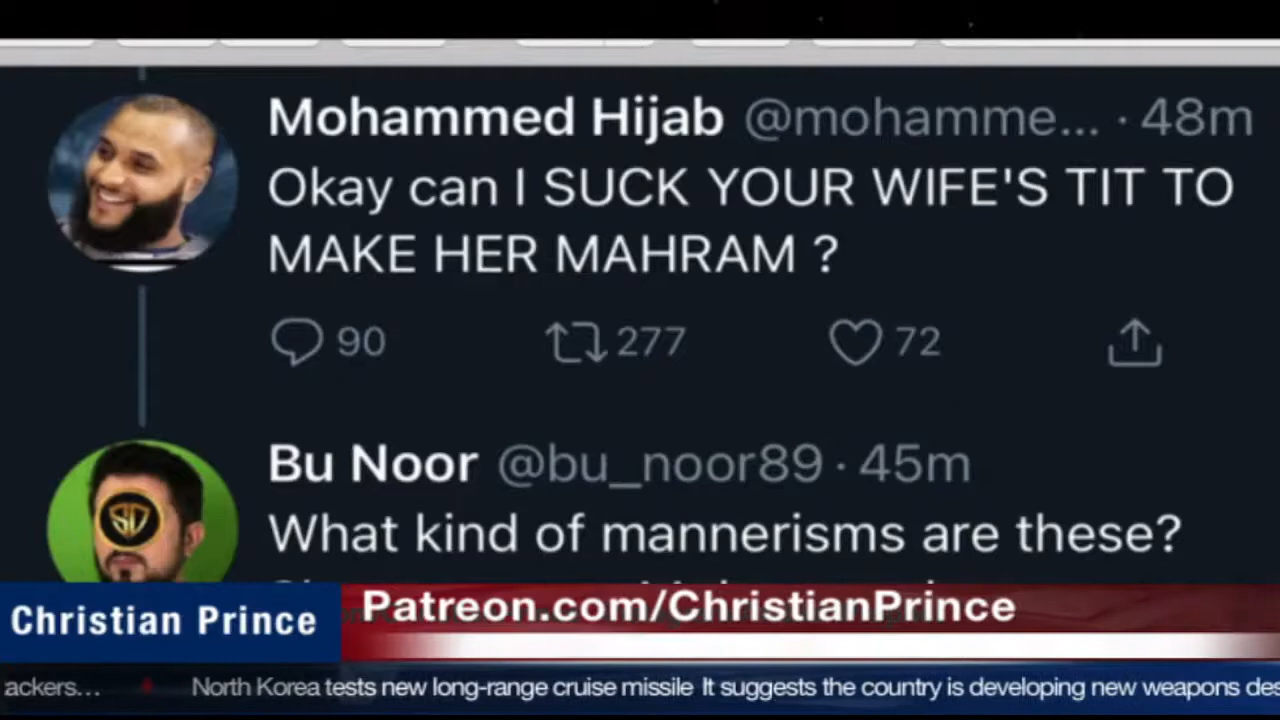 Mohammed Hijab @mohamme... · 48m
Okay can I SUCK YOUR WIFE'S TIT TO
MAKE HER MAHRAM ?
90 277 72
Bu Noor @bu_noor89 · 45m
What kind of mannerisms are these?
Christian Prince
Patreon.com/ChristianPrince
ackers... North Korea tests new long-range cruise missile It suggests the country is developing new weapons des